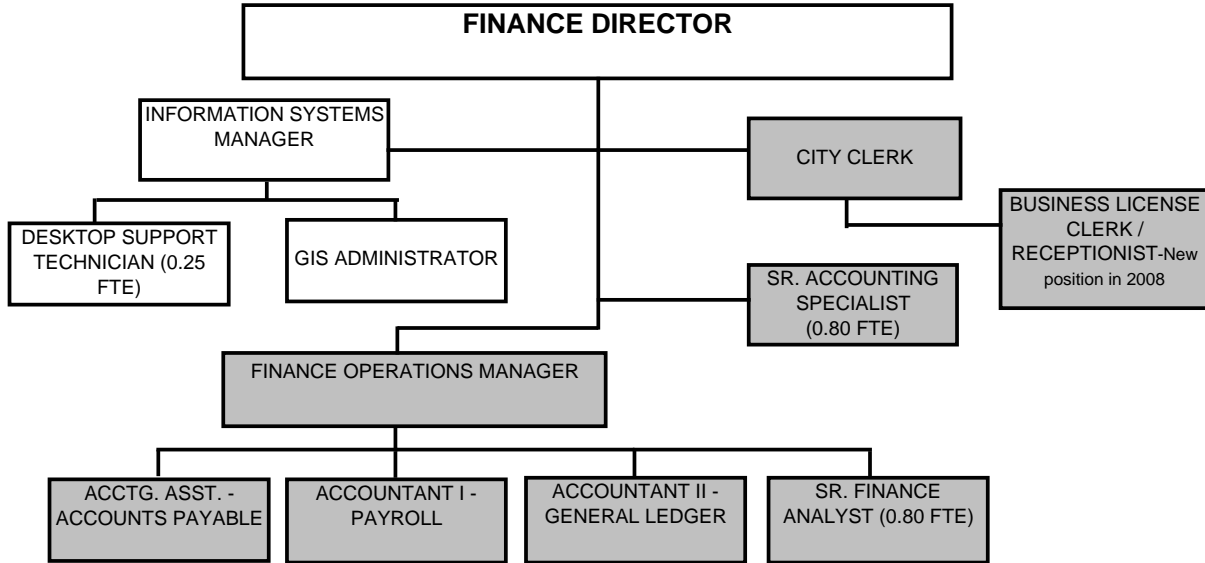 FINANCE DIRECTOR
INFORMATION SYSTEMS
MANAGER
CITY CLERK
DESKTOP SUPPORT
TECHNICIAN (0.25
FTE)
GIS ADMINISTRATOR
BUSINESS LICENSE
CLERK /
RECEPTIONIST-New
position in 2008
SR. ACCOUNTING
SPECIALIST
(0.80 FTE)
FINANCE OPERATIONS MANAGER
ACCTG. ASST. -
ACCOUNTS PAYABLE
ACCOUNTANT I -
PAYROLL
ACCOUNTANT II -
GENERAL LEDGER
SR. FINANCE
ANALYST (0.80 FTE)